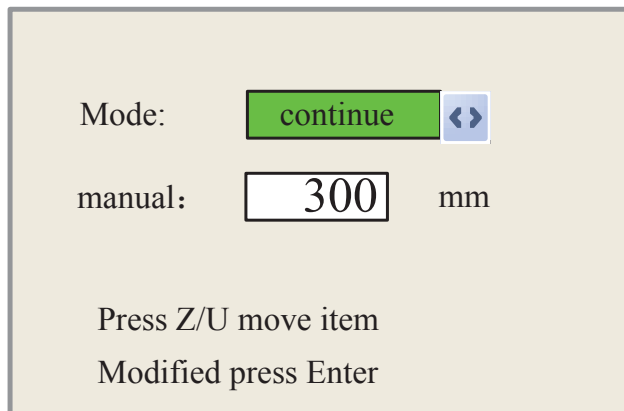 Mode: continue
manual： 300 mm
Press Z/U move item
Modified press Enter